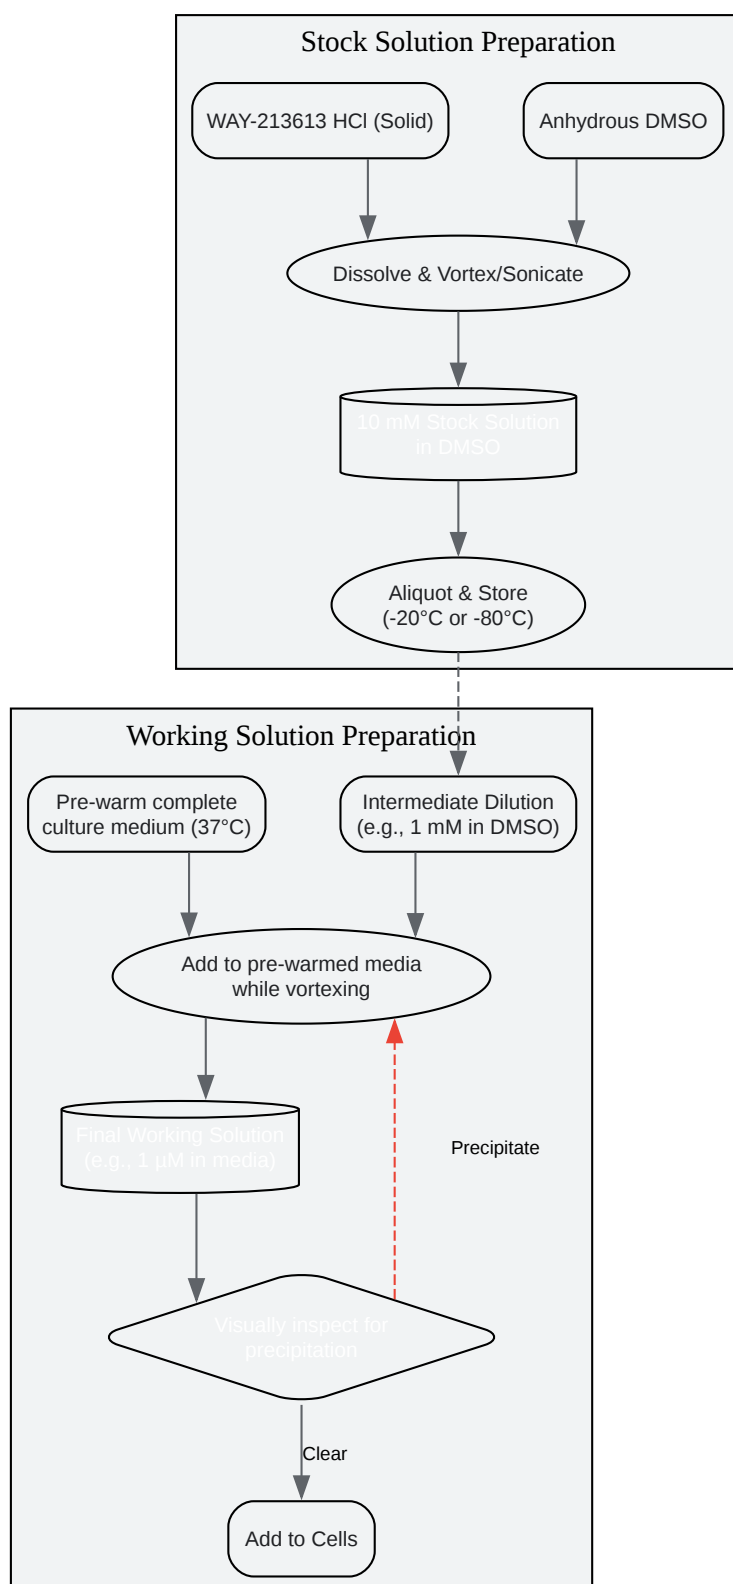 Stock Solution Preparation
WAY-213613 HCl (Solid)
Anhydrous DMSO
Dissolve & Vortex/Sonicate
10 mM Stock Solution
in DMSO
Aliquot & Store
(-20°C or -80°C)
Working Solution Preparation
Pre-warm complete
culture medium (37°C)
Intermediate Dilution
(e.g., 1 mM in DMSO)
Add to pre-warmed media
while vortexing
Final Working Solution
(e.g., 1 µM in media)
Precipitate
Visually inspect for
precipitation
Clear
Add to Cells